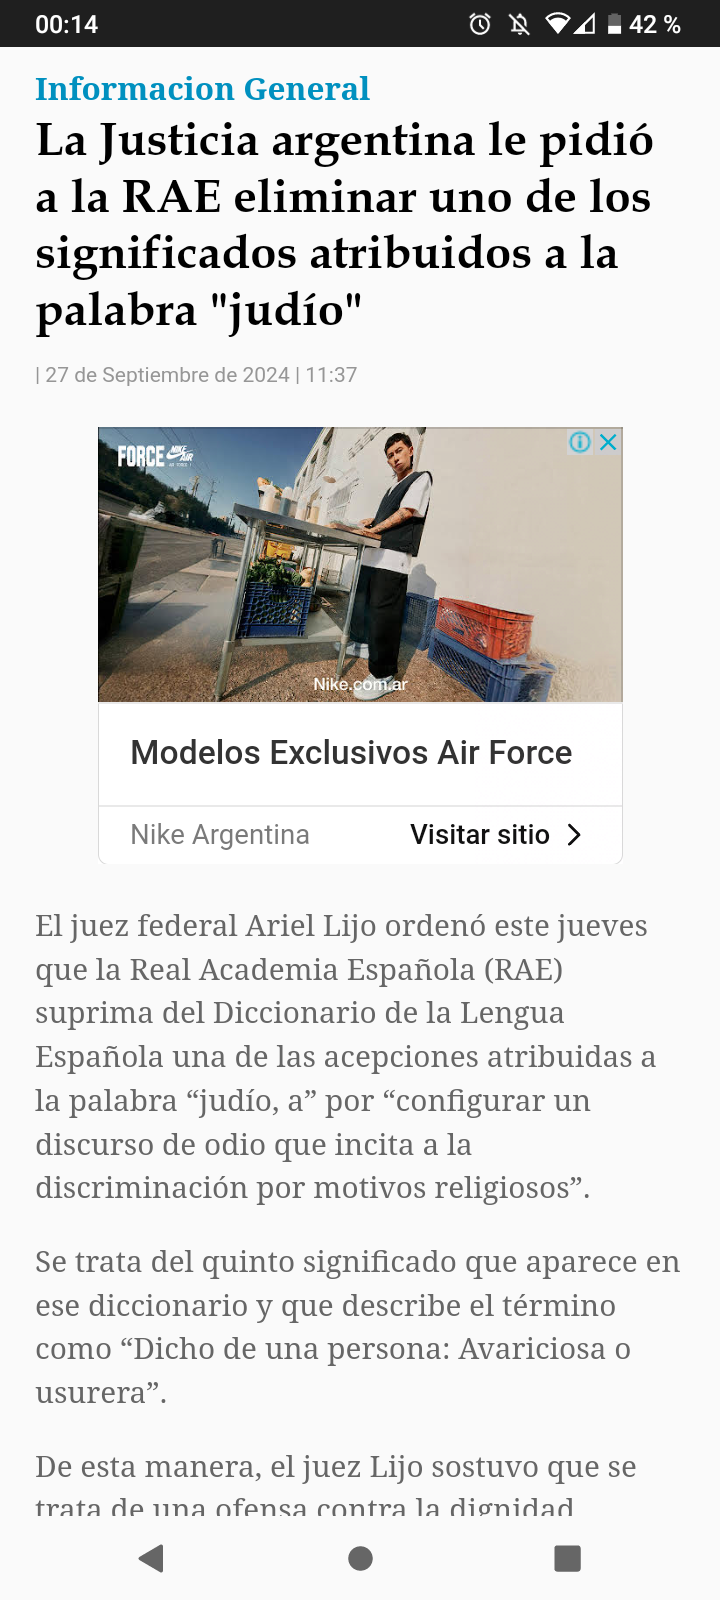 00:14
42 %
Informacion General
La Justicia argentina le pidió
a la RAE eliminar uno de los
significados atribuidos a la
palabra "judío"
| 27 de Septiembre de 2024 | 11:37
FORCE NIKE AIR
Nike.com.ar
Modelos Exclusivos Air Force
Nike Argentina Visitar sitio
El juez federal Ariel Lijo ordenó este jueves
que la Real Academia Española (RAE)
suprima del Diccionario de la Lengua
Española una de las acepciones atribuidas a
la palabra “judío, a” por “configurar un
discurso de odio que incita a la
discriminación por motivos religiosos”.
Se trata del quinto significado que aparece en
ese diccionario y que describe el término
como “Dicho de una persona: Avariciosa o
usurera”.
De esta manera, el juez Lijo sostuvo que se
trata de una ofensa contra la dignidad